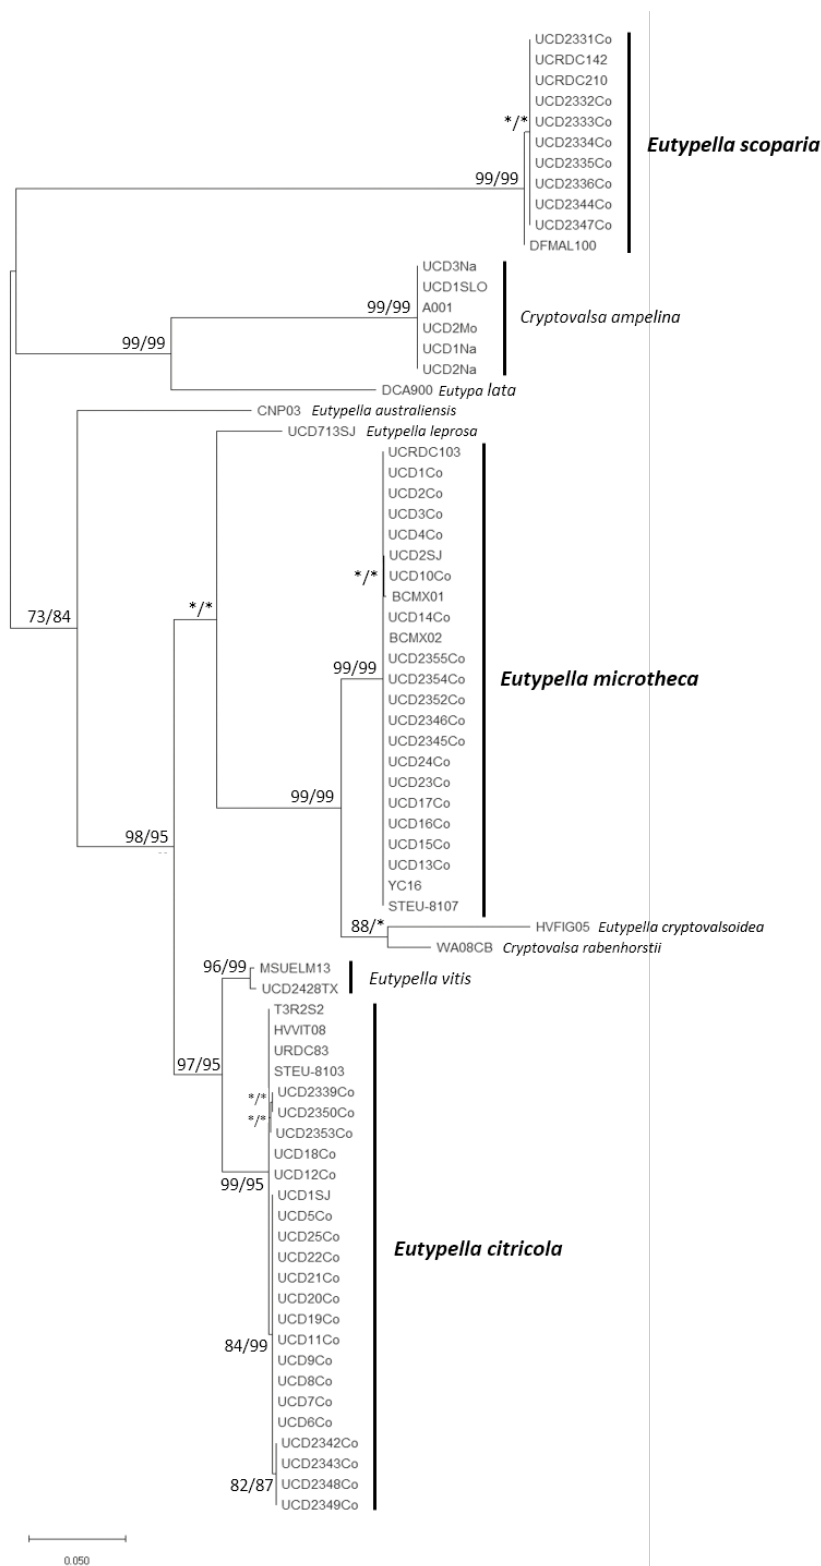 UCD2331Co
UCRDC142
UCRDC210
UCD2332Co
*/* UCD2333Co
UCD2334Co Eutypella scoparia
UCD2335Co
99/99 UCD2336Co
UCD2344Co
UCD2347Co
DFMAL100
UCD3Na
UCD1SLO
99/99 A001 Cryptovalsa ampelina
UCD2Mo
99/99 UCD1Na
UCD2Na
DCA900 Eutypa lata
CNP03 Eutypella australiensis
UCD713SJ Eutypella leprosa
UCRDC103
UCD1Co
UCD2Co
UCD3Co
UCD4Co
UCD2SJ
*/* UCD10Co
BCMX01
73/84 */* UCD14Co
BCMX02
UCD2355Co
99/99 UCD2354Co Eutypella microtheca
UCD2352Co
UCD2346Co
UCD2345Co
UCD24Co
UCD23Co
99/99 UCD17Co
UCD16Co
98/95 UCD15Co
UCD13Co
YC16
STEU-8107
88/* HVFIG05 Eutypella cryptovalsoidea
WA08CB Cryptovalsa rabenhorstii
96/99 MSUELM13 Eutypella vitis
UCD2428TX
T3R2S2
HVVIT08
97/95 URDC83
STEU-8103
*/* UCD2339Co
*/* UCD2350Co
UCD2353Co
UCD18Co
99/95 UCD12Co
UCD1SJ
UCD5Co
UCD25Co Eutypella citricola
UCD22Co
UCD21Co
UCD20Co
UCD19Co
84/99 UCD11Co
UCD9Co
UCD8Co
UCD7Co
UCD6Co
UCD2342Co
UCD2343Co
82/87 UCD2348Co
UCD2349Co
0.050